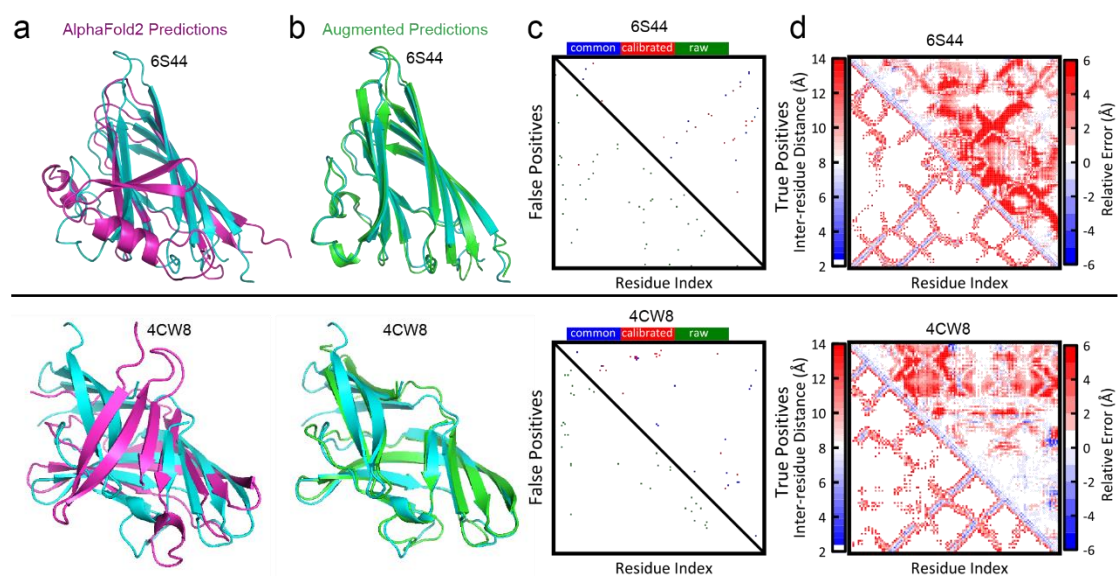 a AlphaFold2 Predictions
6S44
b Augmented Predictions
6S44
c
6S44
common calibrated raw
False Positives
Residue Index
d
6S44
True Positives
Inter-residue Distance (Å)
14
12
10
8
6
4
2
Residue Index
6
4
2
0
-2
-4
-6
Relative Error (Å)
4CW8
4CW8
4CW8
common calibrated raw
False Positives
Residue Index
4CW8
True Positives
Inter-residue Distance (Å)
14
12
10
8
6
4
2
Residue Index
6
4
2
0
-2
-4
-6
Relative Error (Å)